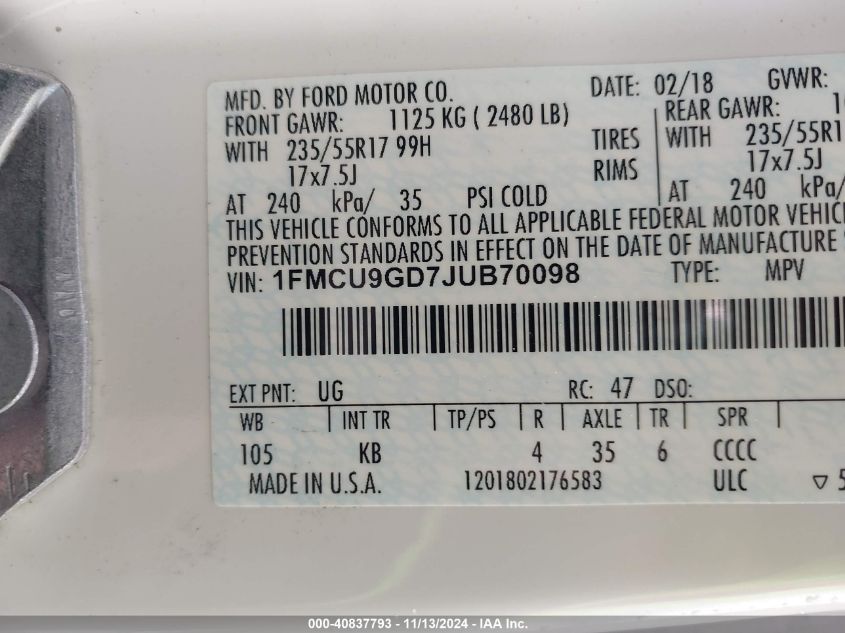 MFD. BY FORD MOTOR CO. DATE: 02/18 GVWR:
FRONT GAWR: 1125 KG ( 2480 LB) REAR GAWR:
WITH 235/55R17 99H TIRES WITH 235/55R1
17x7.5J RIMS 17x7.5J
AT 240 kPa/ 35 PSI COLD AT 240 kPa/
THIS VEHICLE CONFORMS TO ALL APPLICABLE FEDERAL MOTOR VEHIC
PREVENTION STANDARDS IN EFFECT ON THE DATE OF MANUFACTURE
VIN: 1FMCU9GD7JUB70098 TYPE: MPV
EXT PNT: UG RC: 47 DSO:
WB INT TR TP/PS R AXLE TR SPR
105 KB 4 35 6 CCCC
MADE IN U.S.A. 1201802176583 ULC ▽ 5
000-40837793 - 11/13/2024 - IAA Inc.